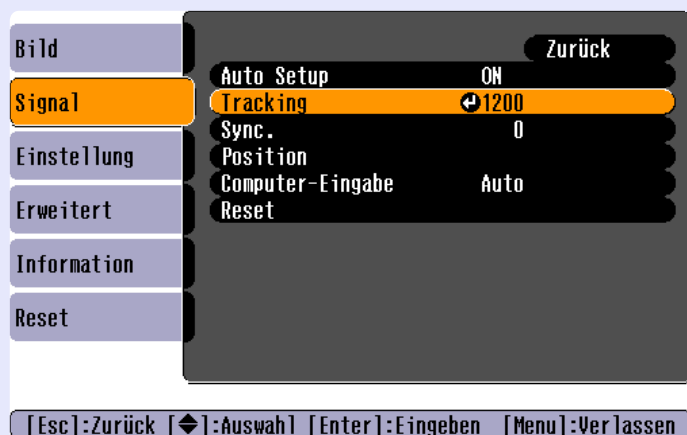 Bild
Signal
Einstellung
Erweitert
Information
Reset
Zurück
Auto Setup ON
Tracking 1200
Sync. 0
Position
Computer-Eingabe Auto
Reset
[Esc]:Zurück [◆]:Auswahl [Enter]:Eingeben [Menu]:Verlassen